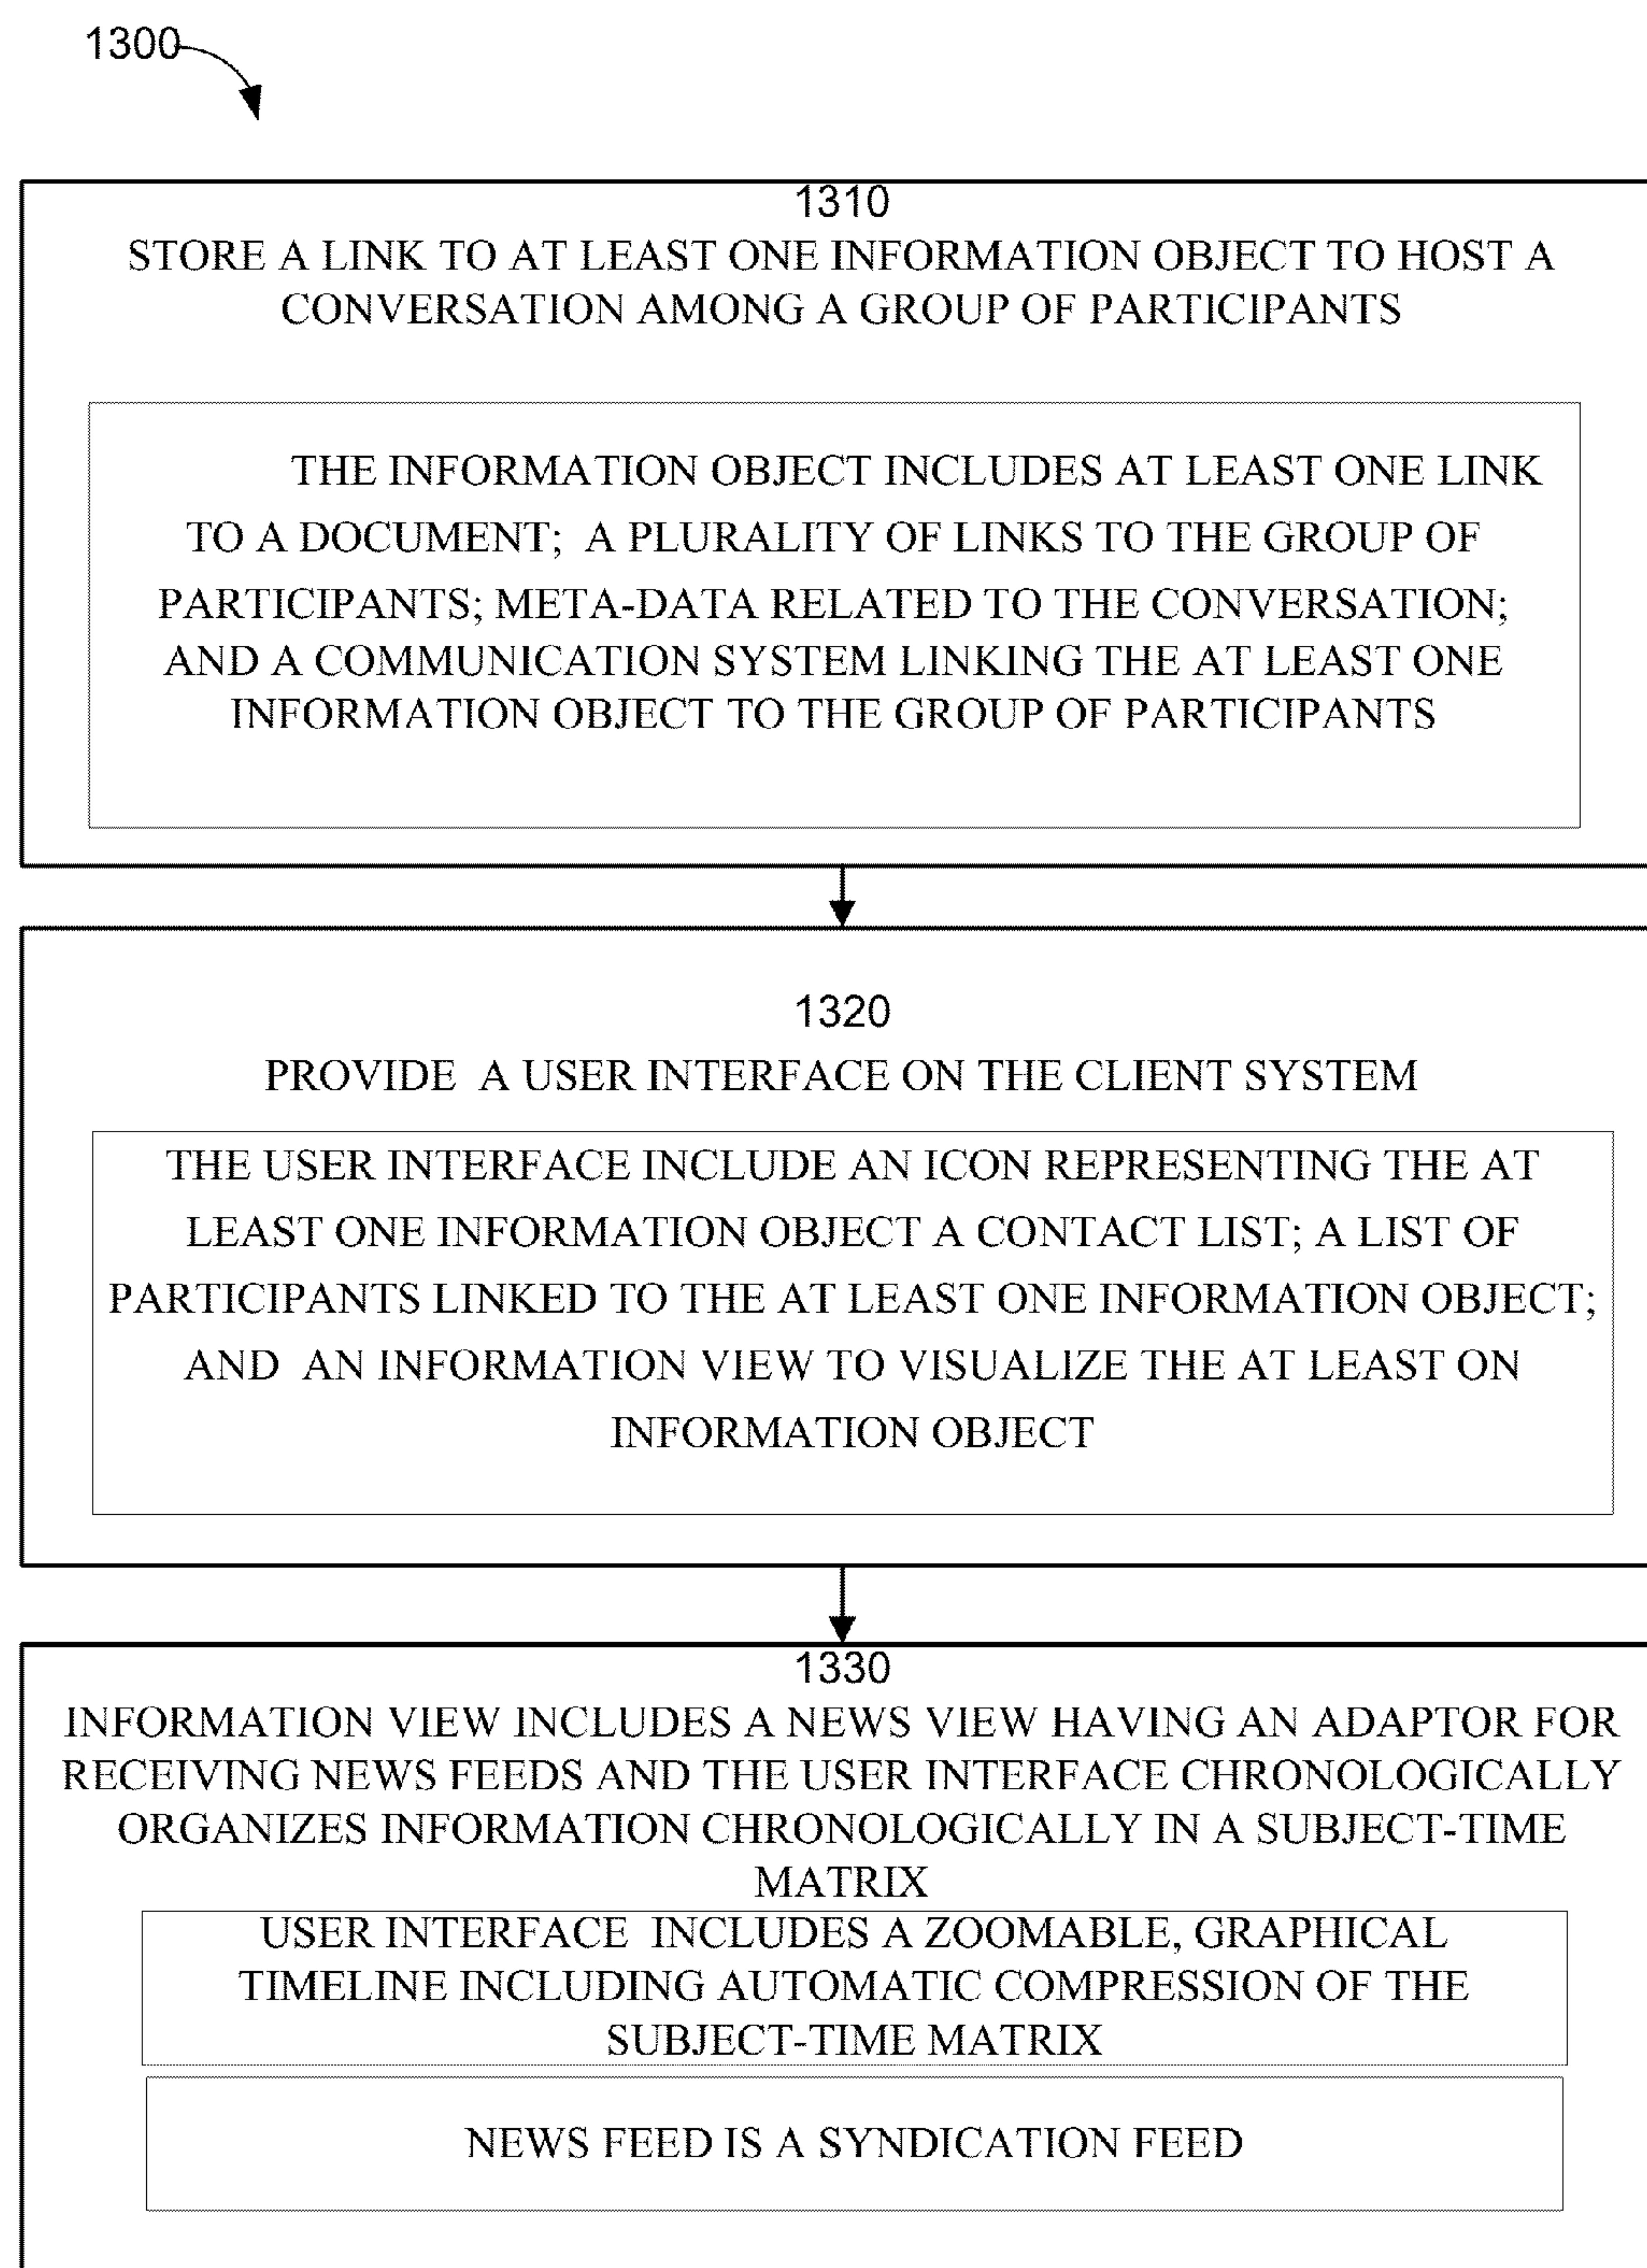 1300
1310
STORE A LINK TO AT LEAST ONE INFORMATION OBJECT TO HOST A
CONVERSATION AMONG A GROUP OF PARTICIPANTS
THE INFORMATION OBJECT INCLUDES AT LEAST ONE LINK
TO A DOCUMENT; A PLURALITY OF LINKS TO THE GROUP OF
PARTICIPANTS; META-DATA RELATED TO THE CONVERSATION;
AND A COMMUNICATION SYSTEM LINKING THE AT LEAST ONE
INFORMATION OBJECT TO THE GROUP OF PARTICIPANTS
1320
PROVIDE A USER INTERFACE ON THE CLIENT SYSTEM
THE USER INTERFACE INCLUDE AN ICON REPRESENTING THE AT
LEAST ONE INFORMATION OBJECT A CONTACT LIST; A LIST OF
PARTICIPANTS LINKED TO THE AT LEAST ONE INFORMATION OBJECT;
AND AN INFORMATION VIEW TO VISUALIZE THE AT LEAST ON
INFORMATION OBJECT
1330
INFORMATION VIEW INCLUDES A NEWS VIEW HAVING AN ADAPTOR FOR
RECEIVING NEWS FEEDS AND THE USER INTERFACE CHRONOLOGICALLY
ORGANIZES INFORMATION CHRONOLOGICALLY IN A SUBJECT-TIME
MATRIX
USER INTERFACE INCLUDES A ZOOMABLE, GRAPHICAL
TIMELINE INCLUDING AUTOMATIC COMPRESSION OF THE
SUBJECT-TIME MATRIX
NEWS FEED IS A SYNDICATION FEED